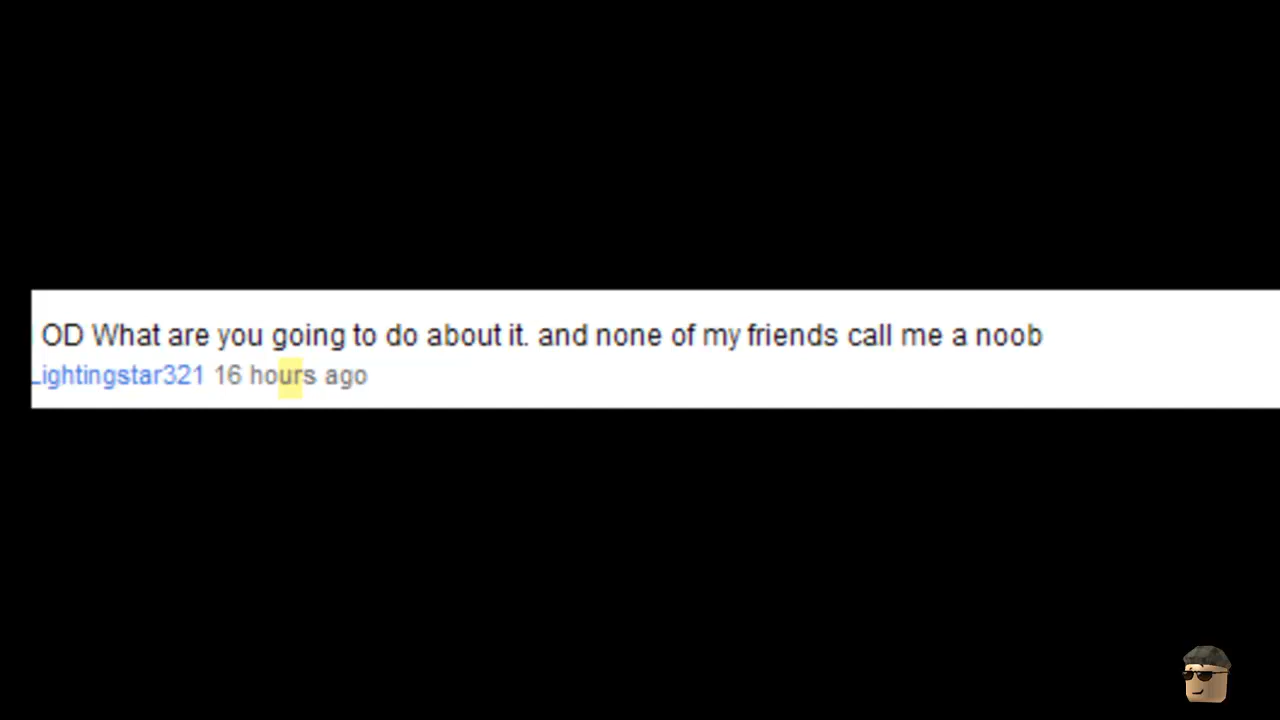 OD What are you going to do about it. and none of my friends call me a noob
Lightingstar321 16 hours ago